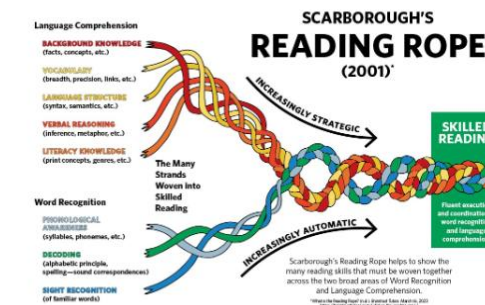 SCARBOROUGH'S
READING ROPE
(2001)*
Language Comprehension
BACKGROUND KNOWLEDGE
(facts, concepts, etc.)
VOCABULARY
(breadth, precision, links, etc.)
LANGUAGE STRUCTURE
(syntax, semantics, etc.)
VERBAL REASONING
(inference, metaphor, etc.)
LITERACY KNOWLEDGE
(print concepts, genres, etc.)
Word Recognition
PHONOLOGICAL
AWARENESS
(syllables, phonemes, etc.)
DECODING
(alphabetic principle,
spelling—sound correspondences)
SIGHT RECOGNITION
(of familiar words)
The Many
Strands
Woven into
Skilled
Reading
INCREASINGLY STRATEGIC
INCREASINGLY AUTOMATIC
SKILLE
READIN
Fluent executi
and coordinatio
word recogniti
and languag
comprehensio
Scarborough's Reading Rope helps to show the
many reading skills that must be woven together
across the two broad areas of Word Recognition
and Language Comprehension.